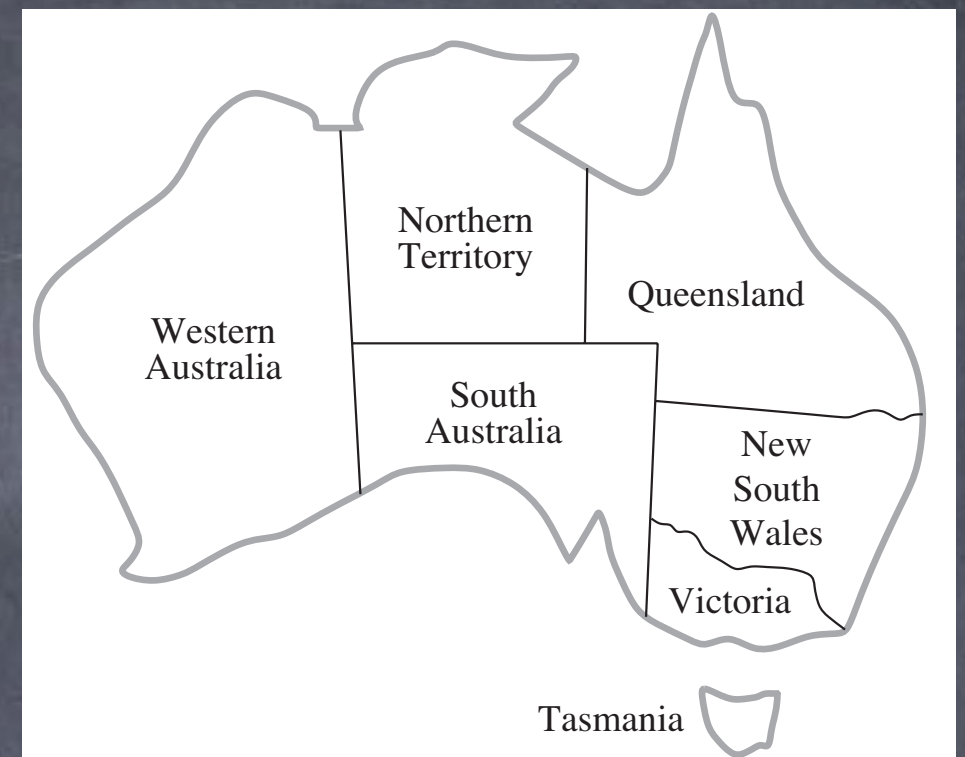 Northern
Territory
Queensland
Western
Australia
South
Australia
New
South
Wales
Victoria
Tasmania